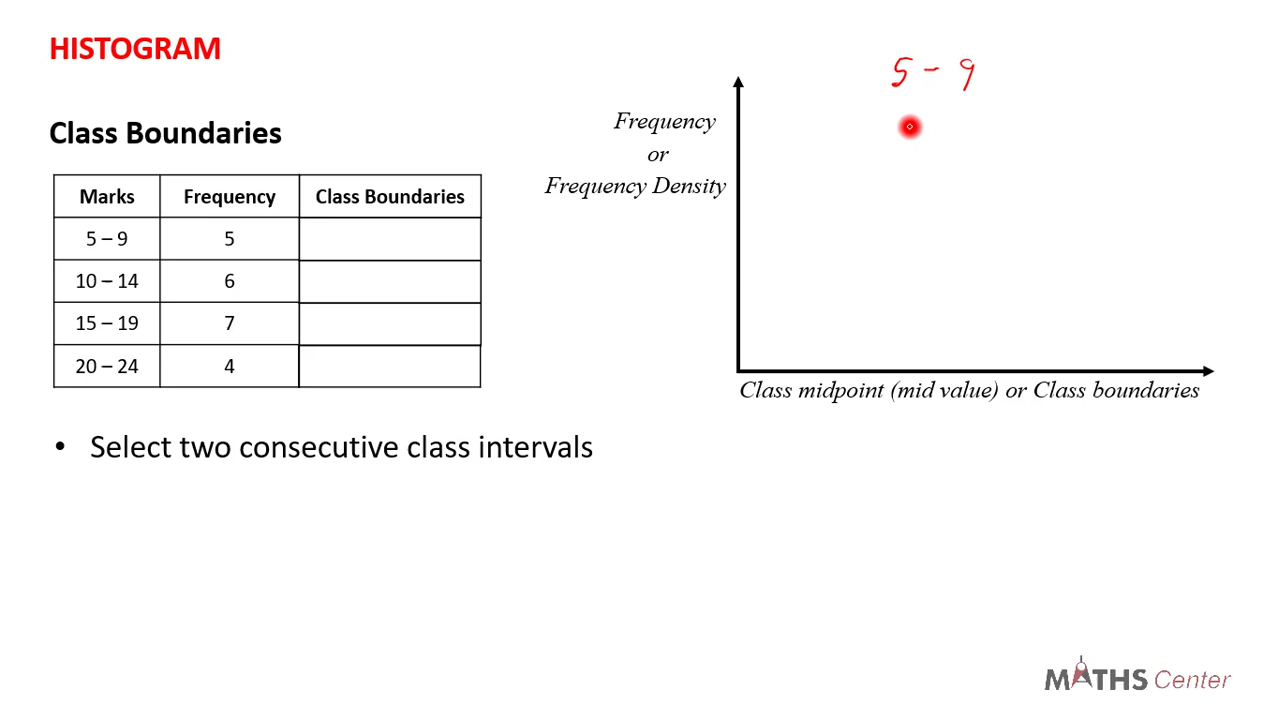 HISTOGRAM
5 - 9
Class Boundaries
Frequency
or
Frequency Density
Marks Frequency Class Boundaries
5 – 9 5
10 – 14 6
15 – 19 7
20 – 24 4
Class midpoint (mid value) or Class boundaries
• Select two consecutive class intervals
MATHS Center